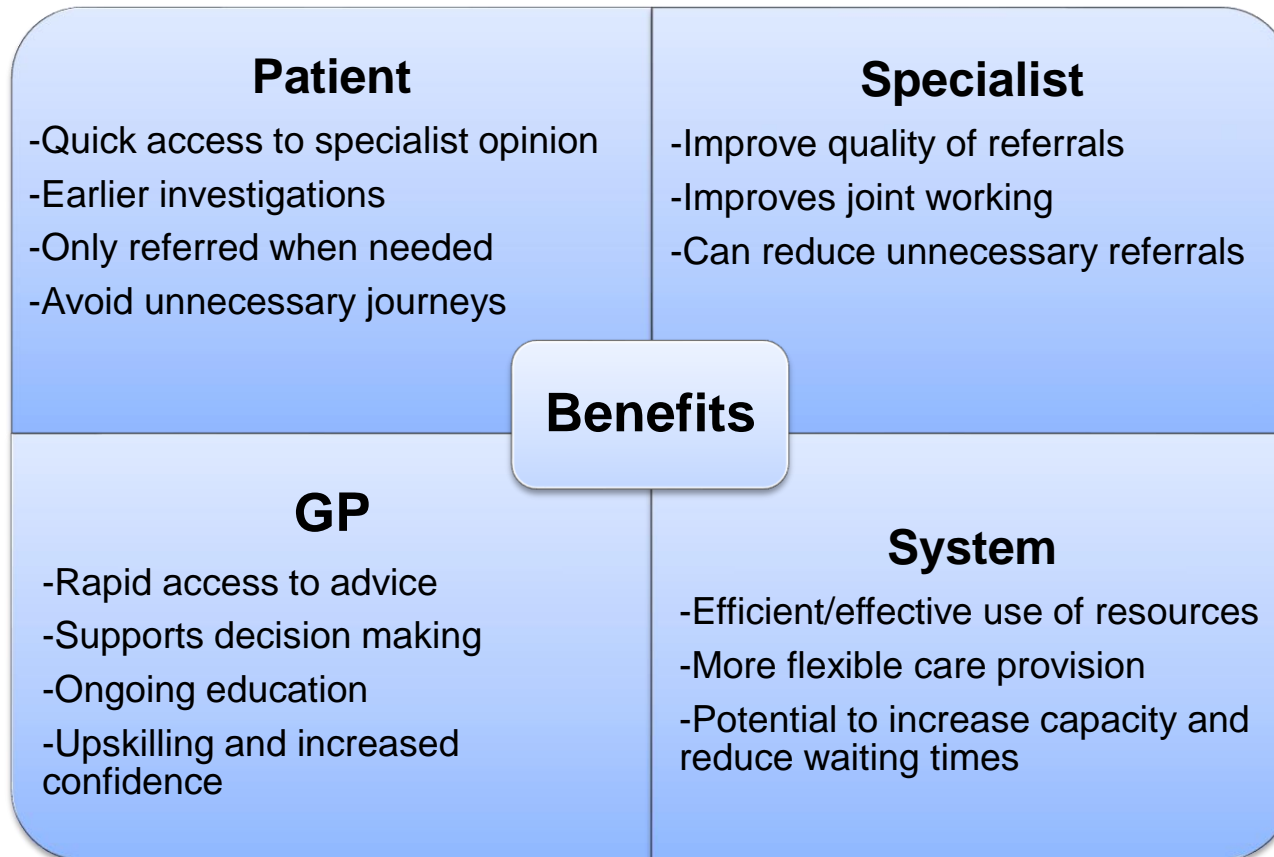 Patient
-Quick access to specialist opinion
-Earlier investigations
-Only referred when needed
-Avoid unnecessary journeys
Specialist
-Improve quality of referrals
-Improves joint working
-Can reduce unnecessary referrals
Benefits
GP
-Rapid access to advice
-Supports decision making
-Ongoing education
-Upskilling and increased
confidence
System
-Efficient/effective use of resources
-More flexible care provision
-Potential to increase capacity and
reduce waiting times